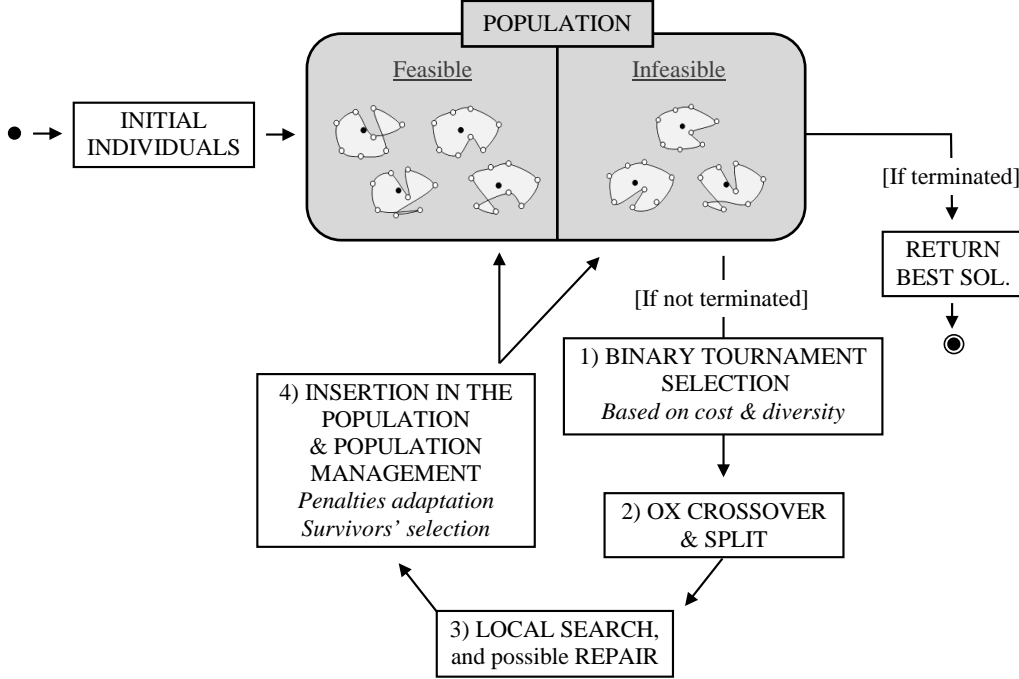 POPULATION
Feasible
Infeasible
INITIAL
INDIVIDUALS
[If terminated]
RETURN
BEST SOL.
[If not terminated]
1) BINARY TOURNAMENT
SELECTION
Based on cost & diversity
2) OX CROSSOVER
& SPLIT
3) LOCAL SEARCH,
and possible REPAIR
4) INSERTION IN THE
POPULATION
& POPULATION
MANAGEMENT
Penalties adaptation
Survivors’ selection